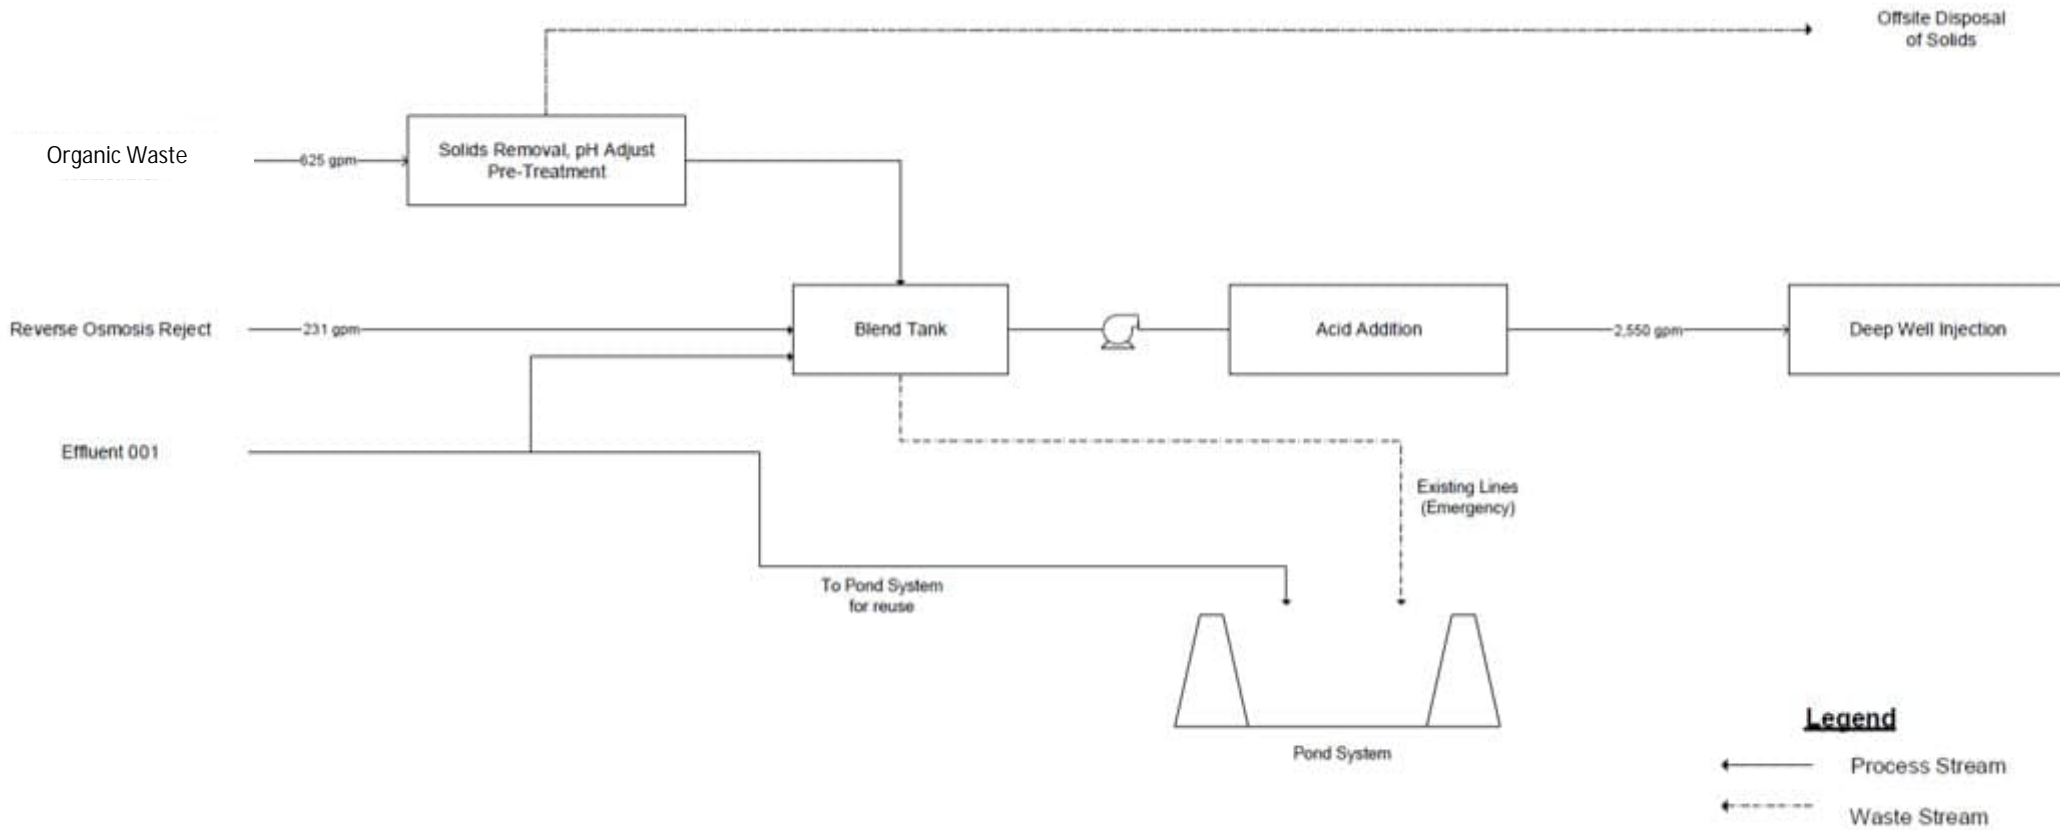 Offsite Disposal
of Solids
Organic Waste
625 gpm
Solids Removal, pH Adjust
Pre-Treatment
Reverse Osmosis Reject
231 gpm
Blend Tank
Acid Addition
2,550 gpm
Deep Well Injection
Effluent 001
Existing Lines
(Emergency)
To Pond System
for reuse
Pond System
Legend
Process Stream
Waste Stream